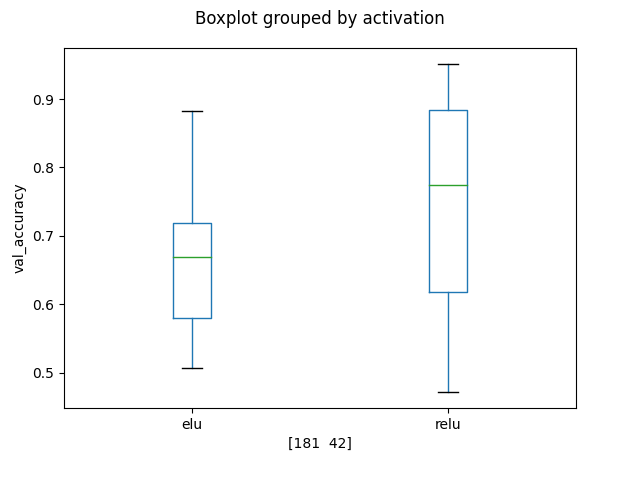 Boxplot grouped by activation
0.9
0.8
0.7
0.6
0.5
val_accuracy
elu relu
[181  42]